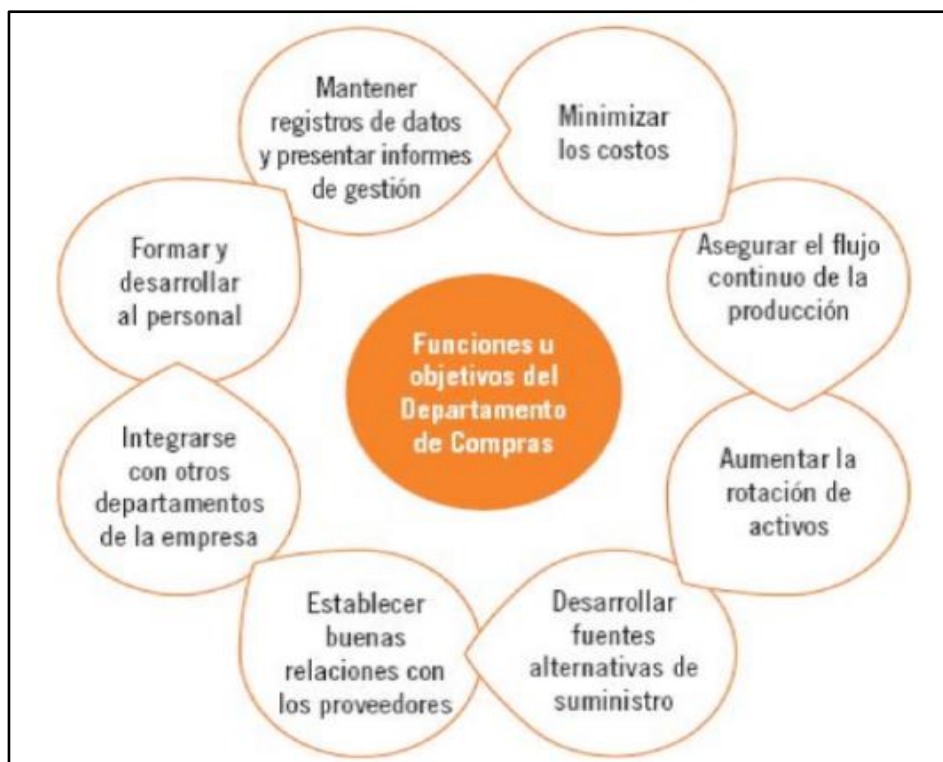 Mantener
registros de datos
y presentar informes
de gestión
Minimizar
los costos
Asegurar el flujo
continuo de la
producción
Aumentar la
rotación de
activos
Desarrollar
fuentes
alternativas de
suministro
Establecer
buenas
relaciones con
los proveedores
Integrarse
con otros
departamentos
de la empresa
Formar y
desarrollar
al personal
Funciones u
objetivos del
Departamento
de Compras